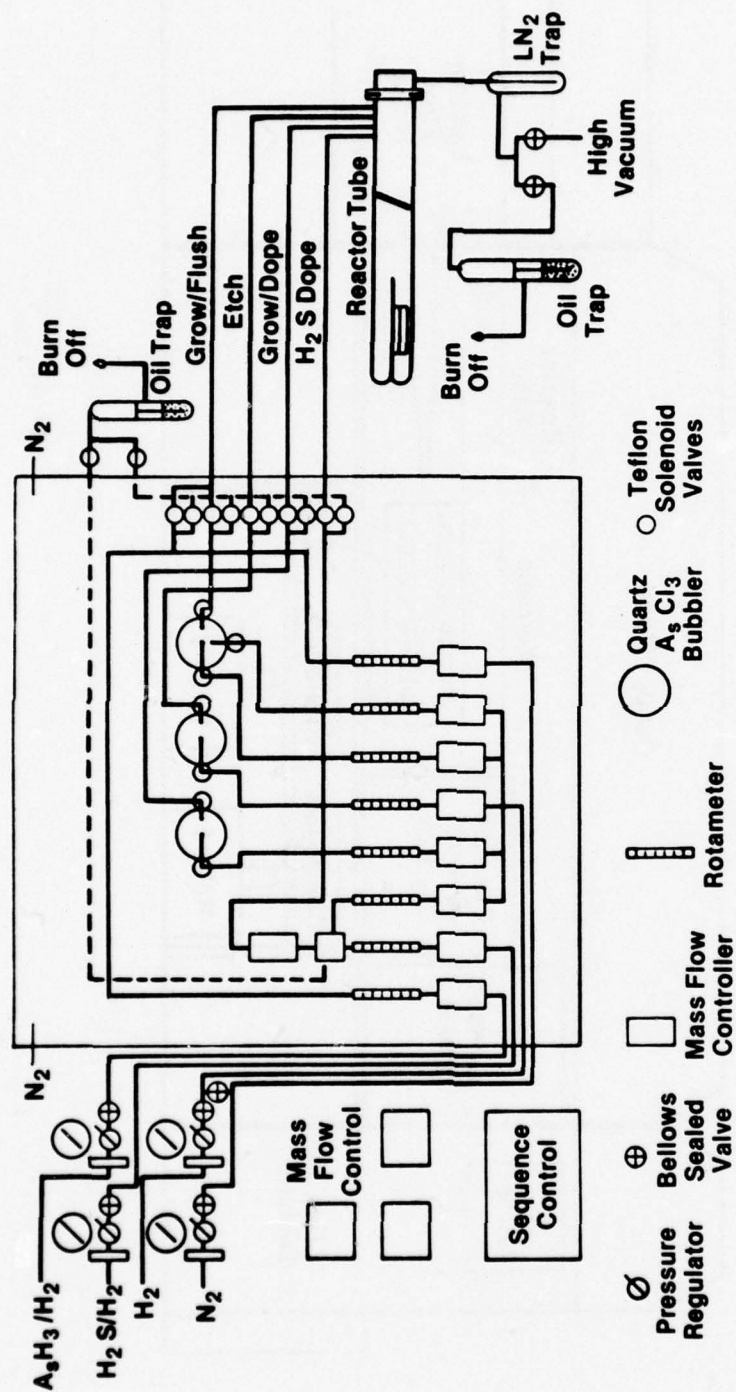 AsH3/H2
H2 S/H2
H2
N2
N2
N2
Mass
Flow
Control
Sequence
Control
Burn
Off
Oil Trap
Grow/Flush
Etch
Grow/Dope
H2 S Dope
Reactor Tube
LN2
Trap
High
Vacuum
Oil
Trap
Burn
Off
Pressure
Regulator
Bellows
Sealed
Valve
Mass Flow
Controller
Rotameter
Quartz
AsCl3
Bubbler
Teflon
Solenoid
Valves